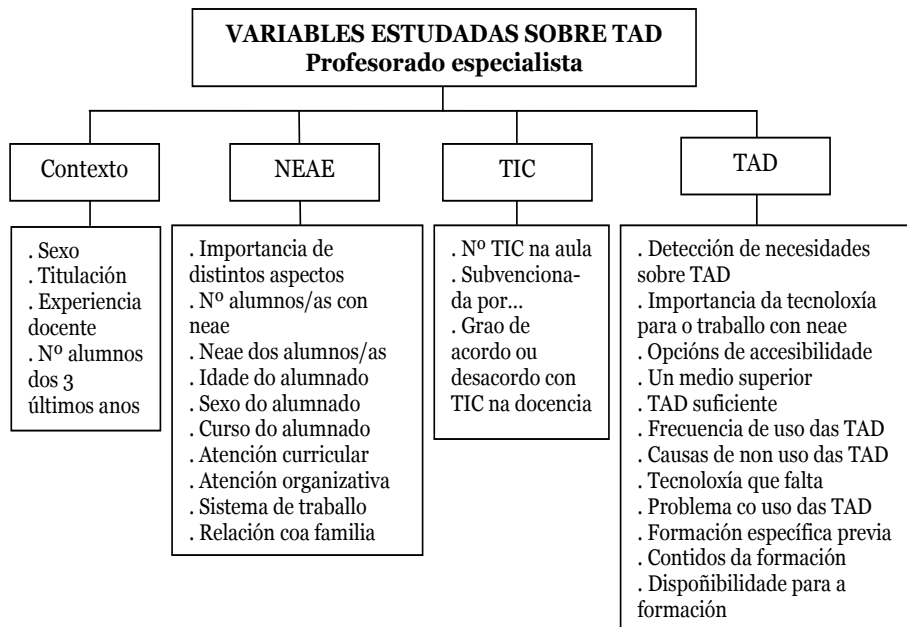 VARIABLES ESTUDADAS SOBRE TAD
Profesorado especialista
Contexto
NEAE
TIC
TAD
. Sexo
. Titulación
. Experiencia
docente
. Nº alumnos
dos 3
últimos anos
. Importancia de
distintos aspectos
. Nº alumnos/as con
neae
. Neae dos alumnos/as
. Idade do alumnado
. Sexo do alumnado
. Curso do alumnado
. Atención curricular
. Atención organizativa
. Sistema de traballo
. Relación coa familia
. Nº TIC na aula
. Subvenciona-
da por...
. Grao de
acordo ou
desacordo con
TIC na docencia
. Detección de necesidades
sobre TAD
. Importancia da tecnoloxía
para o traballo con neae
. Opcións de accesibilidade
. Un medio superior
. TAD suficiente
. Frecuencia de uso das TAD
. Causas de non uso das TAD
. Tecnoloxía que falta
. Problema co uso das TAD
. Formación específica previa
. Contidos da formación
. Dispoñibilidade para a
formación